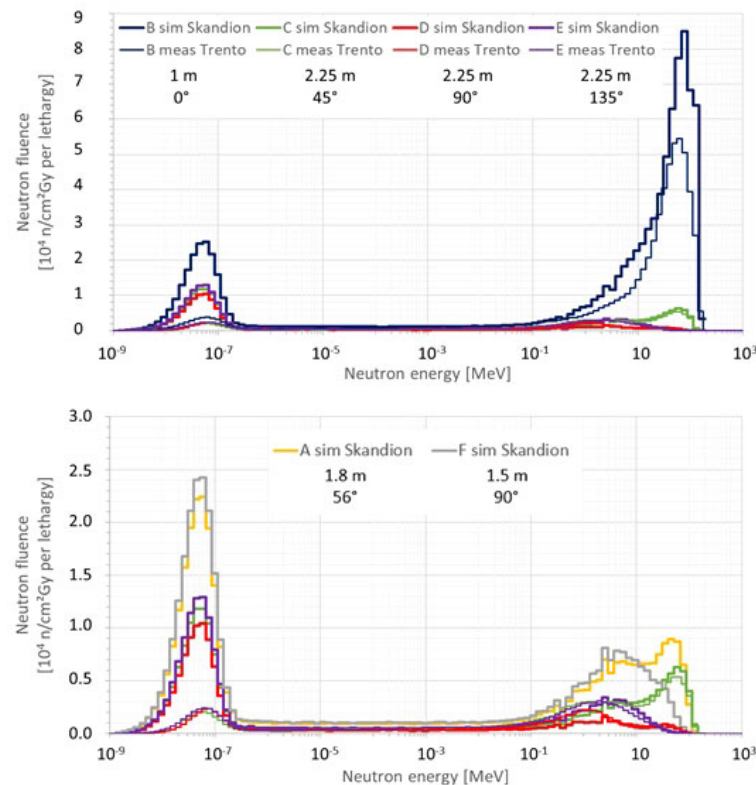 B sim Skandion C sim Skandion D sim Skandion E sim Skandion
B meas Trento C meas Trento D meas Trento E meas Trento
1 m 2.25 m 2.25 m 2.25 m
0° 45° 90° 135°
Neutron fluence
[10⁴ n/cm²Gy per lethargy]
9
8
7
6
5
4
3
2
1
0
10⁻⁹ 10⁻⁷ 10⁻⁵ 10⁻³ 10⁻¹ 10¹ 10³
Neutron energy [MeV]
A sim Skandion F sim Skandion
1.8 m 1.5 m
56° 90°
Neutron fluence
[10⁴ n/cm²Gy per lethargy]
3.0
2.5
2.0
1.5
1.0
0.5
0.0
10⁻⁹ 10⁻⁷ 10⁻⁵ 10⁻³ 10⁻¹ 10¹ 10³
Neutron energy [MeV]